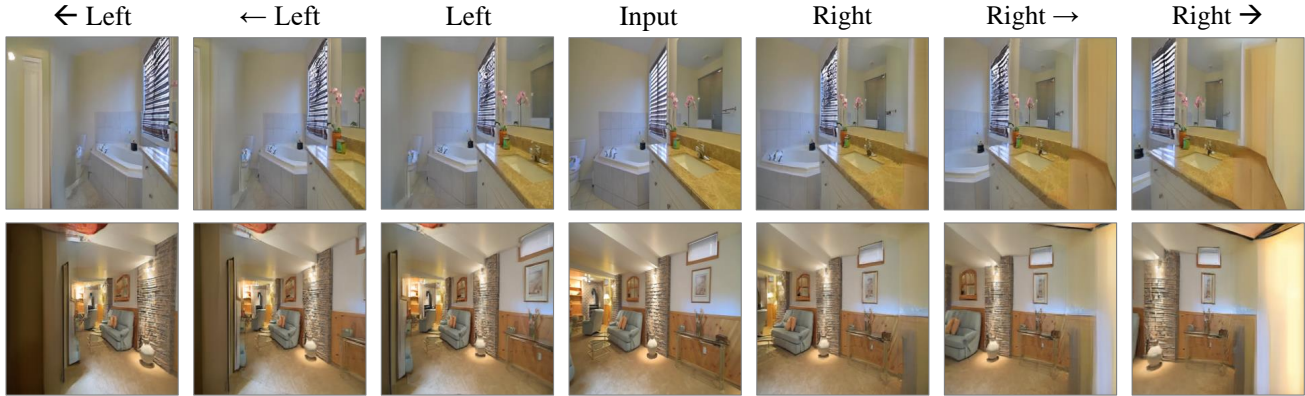 ← Left
← Left
Left
Input
Right
Right →
Right →